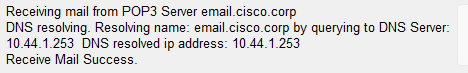 Receiving mail from POP3 Server email.cisco.corp
DNS resolving. Resolving name: email.cisco.corp by querying to DNS Server:
10.44.1.253  DNS resolved ip address: 10.44.1.253
Receive Mail Success.